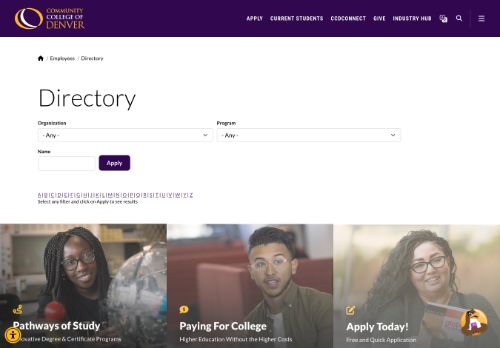 COMMUNITY
COLLEGE OF
DENVER
APPLY CURRENT STUDENTS CCDCONNECT GIVE INDUSTRY HUB
/ Employees / Directory
Directory
Organization Program
- Any - - Any -
Name
Apply
A | B | C | D | E | F | G | H | I | J | K | L | M | N | O | P | Q | R | S | T | U | V | W | Y | Z
Select any filter and click on Apply to see results
Pathways of Study Paying For College Apply Today!
Innovative Degree & Certificate Programs Higher Education Without the Higher Costs Free and Quick Application